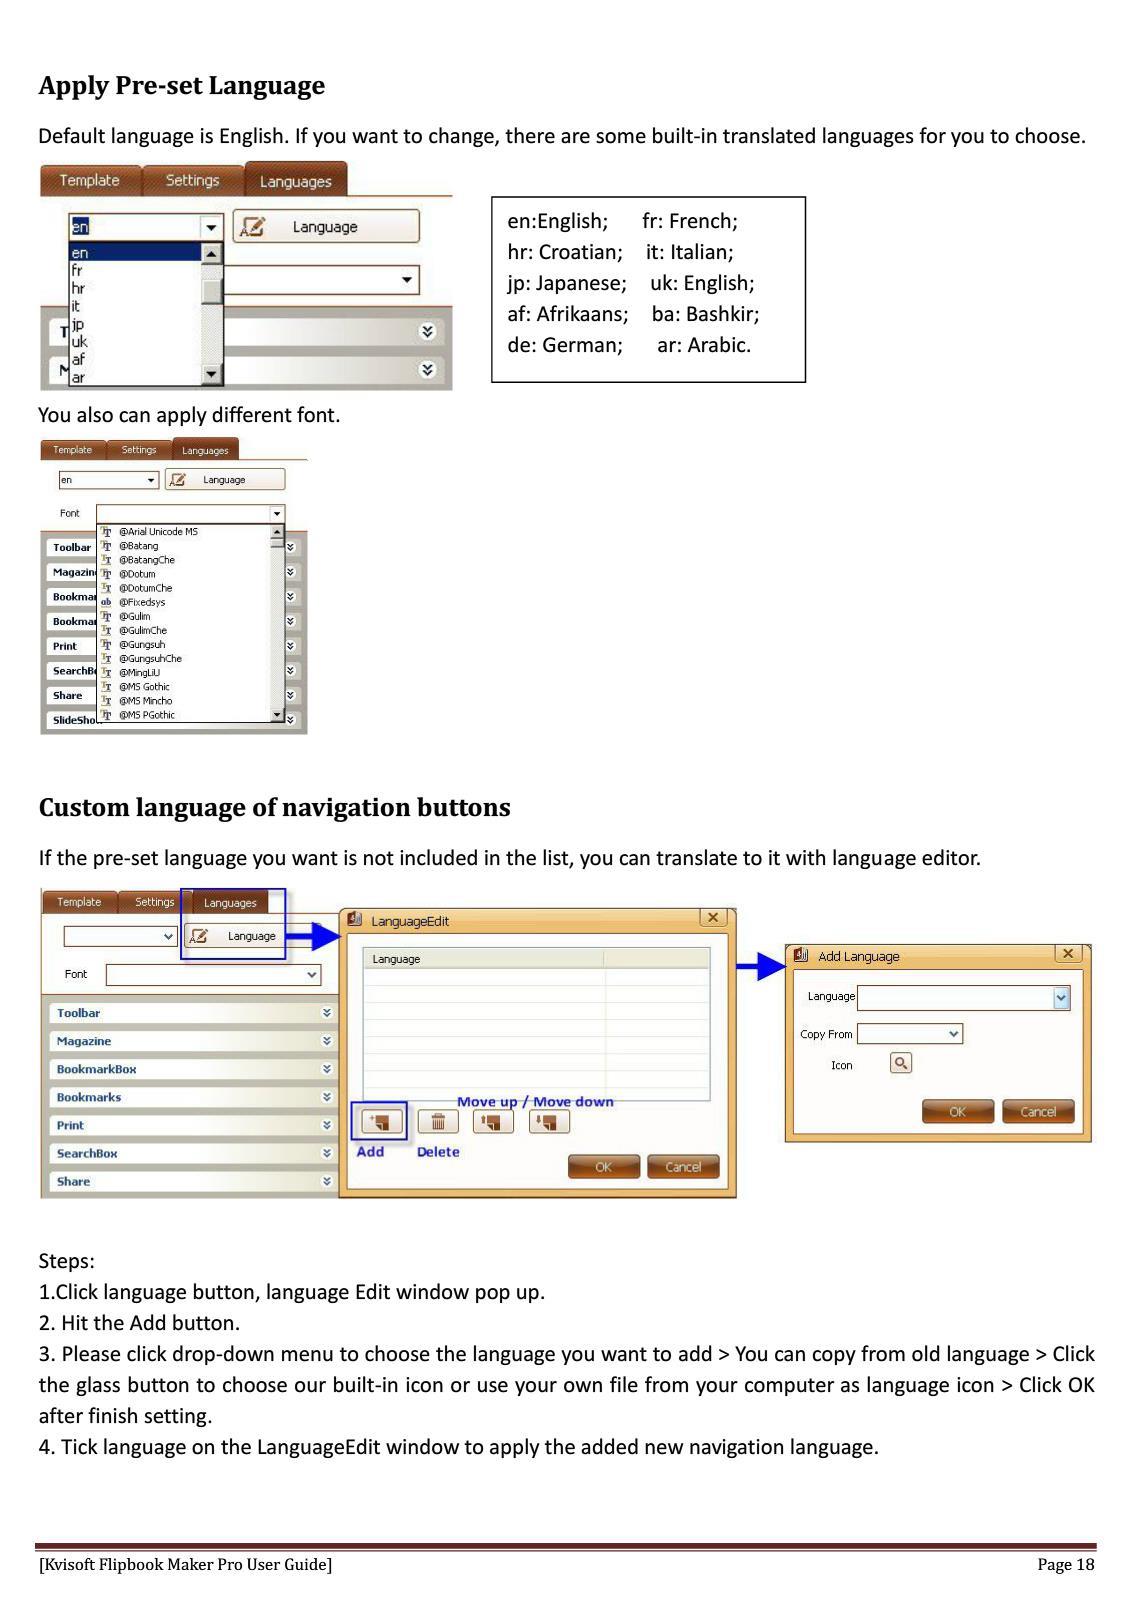 Apply Pre-set Language
Default language is English. If you want to change, there are some built-in translated languages for you to choose.
Template Settings Languages
en Language
en
fr
hr
it
jp
uk
af
ar
T
M
en:English; fr: French;
hr: Croatian; it: Italian;
jp: Japanese; uk: English;
af: Afrikaans; ba: Bashkir;
de: German; ar: Arabic.
You also can apply different font.
Template Settings Languages
en Language
Font
@Arial Unicode MS
Toolbar @Batang
@BatangChe
Magazin @Dotum
@DotumChe
Bookmar @Fixedsys
@Gulim
Bookmar @GulimChe
Print @Gungsuh
@GungsuhChe
SearchBo @MingLiU
@MS Gothic
Share @MS Mincho
SlideShow @MS PGothic
Custom language of navigation buttons
If the pre-set language you want is not included in the list, you can translate to it with language editor.
Template Settings Languages
Language
Font
Toolbar
Magazine
BookmarkBox
Bookmarks
Print
SearchBox
Share
LanguageEdit
Language
Move up / Move down
Add Delete
OK Cancel
Add Language
Language
Copy From
Icon
OK Cancel
Steps:
1.Click language button, language Edit window pop up.
2. Hit the Add button.
3. Please click drop-down menu to choose the language you want to add > You can copy from old language > Click
the glass button to choose our built-in icon or use your own file from your computer as language icon > Click OK
after finish setting.
4. Tick language on the LanguageEdit window to apply the added new navigation language.
[Kvisoft Flipbook Maker Pro User Guide] Page 18